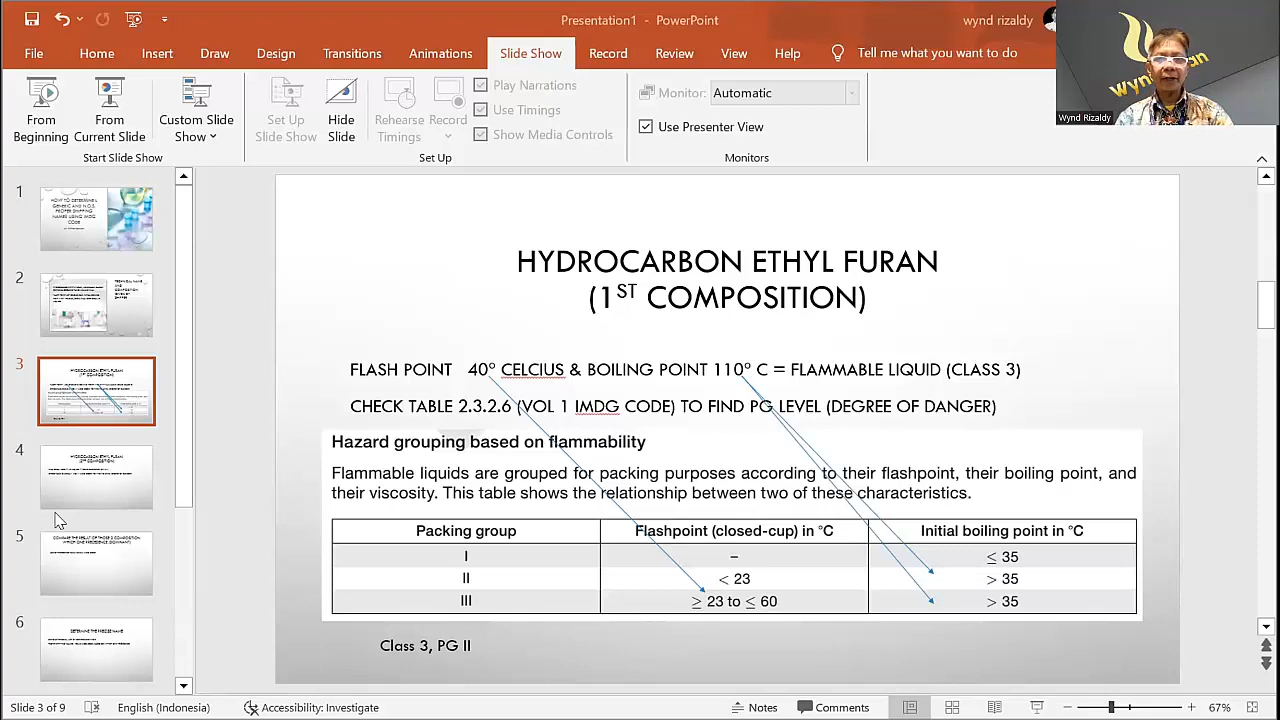 Presentation1 - PowerPoint
wynd rizaldy
File Home Insert Draw Design Transitions Animations Slide Show Record Review View Help Tell me what you want to do
From Beginning
From Current Slide
Custom Slide Show
Set Up Slide Show
Hide Slide
Rehearse Timings
Record
Play Narrations
Use Timings
Show Media Controls
Monitor: Automatic
Use Presenter View
Start Slide Show
Set Up
Monitors
Wynd Rizaldy
1
2
3
4
5
6
HYDROCARBON ETHYL FURAN
(1ST COMPOSITION)
FLASH POINT 40° CELCIUS & BOILING POINT 110° C = FLAMMABLE LIQUID (CLASS 3)
CHECK TABLE 2.3.2.6 (VOL 1 IMDG CODE) TO FIND PG LEVEL (DEGREE OF DANGER)
Hazard grouping based on flammability
Flammable liquids are grouped for packing purposes according to their flashpoint, their boiling point, and
their viscosity. This table shows the relationship between two of these characteristics.
Packing group Flashpoint (closed-cup) in °C Initial boiling point in °C
I – ≤ 35
II < 23 > 35
III ≥ 23 to ≤ 60 > 35
Class 3, PG II
Slide 3 of 9 English (Indonesia) Accessibility: Investigate Notes Comments 67%